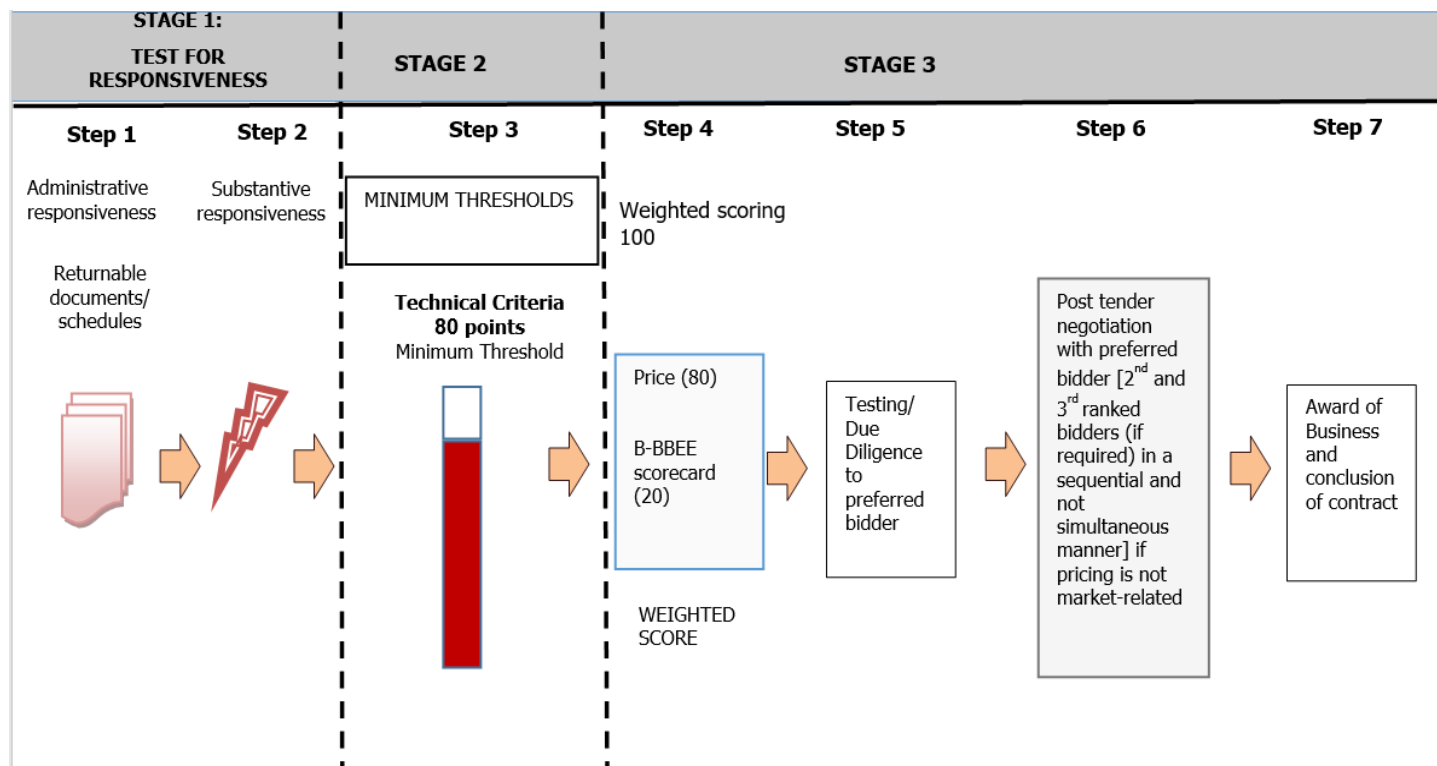 STAGE 1:
TEST FOR
RESPONSIVENESS
STAGE 2
STAGE 3
Step 1
Step 2
Step 3
Step 4
Step 5
Step 6
Step 7
Administrative
responsiveness
Returnable
documents/
schedules
Substantive
responsiveness
MINIMUM THRESHOLDS
Technical Criteria
80 points
Minimum Threshold
Weighted scoring
100
Price (80)
B-BBEE
scorecard
(20)
WEIGHTED
SCORE
Testing/
Due
Diligence
to
preferred
bidder
Post tender
negotiation
with preferred
bidder [2nd and
3rd ranked
bidders (if
required) in a
sequential and
not
simultaneous
manner] if
pricing is not
market-related
Award of
Business
and
conclusion
of contract